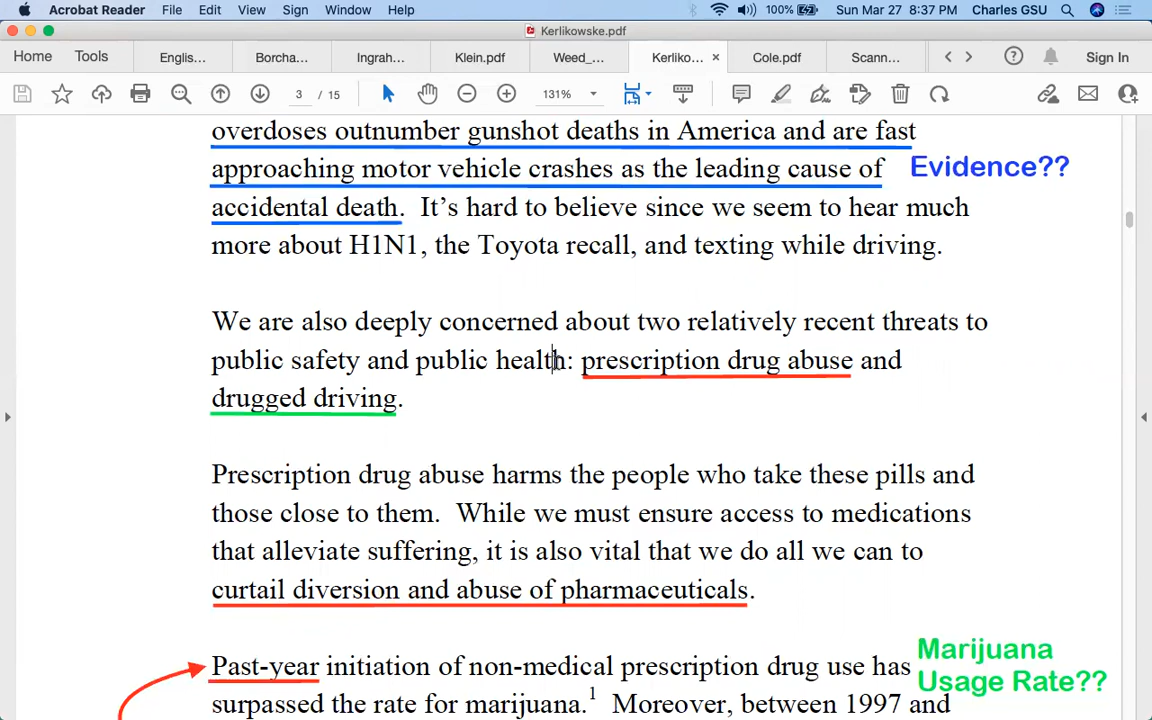 Acrobat Reader File Edit View Sign Window Help 100% Sun Mar 27 8:37 PM Charles GSU
Kerlikowske.pdf
Home Tools Englis... Borcha... Ingrah... Klein.pdf Weed_... Kerliko... × Cole.pdf Scann... ? Sign In
3 / 15 131%
overdoses outnumber gunshot deaths in America and are fast
approaching motor vehicle crashes as the leading cause of Evidence??
accidental death. It’s hard to believe since we seem to hear much
more about H1N1, the Toyota recall, and texting while driving.
We are also deeply concerned about two relatively recent threats to
public safety and public health: prescription drug abuse and
drugged driving.
Prescription drug abuse harms the people who take these pills and
those close to them. While we must ensure access to medications
that alleviate suffering, it is also vital that we do all we can to
curtail diversion and abuse of pharmaceuticals.
Marijuana
Past-year initiation of non-medical prescription drug use has Usage Rate??
surpassed the rate for marijuana.1 Moreover, between 1997 and